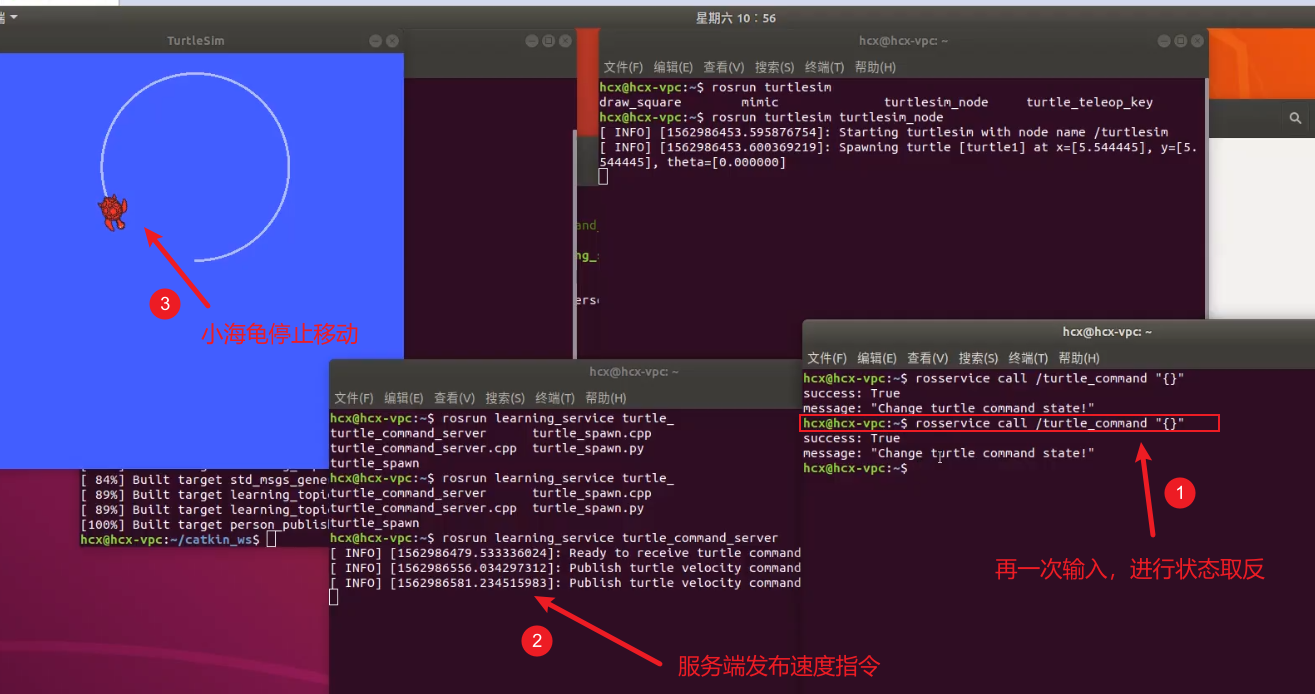 端
星期六 10：56
TurtleSim
hcx@hcx-vpc: ~
文件(F) 编辑(E) 查看(V) 搜索(S) 终端(T) 帮助(H)
hcx@hcx-vpc:~$ rosrun turtlesim
draw_square mimic turtlesim_node turtle_teleop_key
hcx@hcx-vpc:~$ rosrun turtlesim turtlesim_node
[ INFO] [1562986453.595876754]: Starting turtlesim with node name /turtlesim
[ INFO] [1562986453.600369219]: Spawning turtle [turtle1] at x=[5.544445], y=[5.
544445], theta=[0.000000]
and_
ng_
erso
3
小海龟停止移动
hcx@hcx-vpc: ~
文件(F) 编辑(E) 查看(V) 搜索(S) 终端(T) 帮助(H)
hcx@hcx-vpc:~$ rosservice call /turtle_command "{}"
success: True
message: "Change turtle command state!"
hcx@hcx-vpc:~$ rosservice call /turtle_command "{}"
success: True
message: "Change turtle command state!"
hcx@hcx-vpc:~$
1
再一次输入，进行状态取反
hcx@hcx-vpc: ~
文件(F) 编辑(E) 查看(V) 搜索(S) 终端(T) 帮助(H)
hcx@hcx-vpc:~$ rosrun learning_service turtle_
turtle_command_server turtle_spawn.cpp
turtle_command_server.cpp turtle_spawn.py
turtle_spawn
hcx@hcx-vpc:~$ rosrun learning_service turtle_
turtle_command_server turtle_spawn.cpp
turtle_command_server.cpp turtle_spawn.py
turtle_spawn
hcx@hcx-vpc:~$ rosrun learning_service turtle_command_server
[ INFO] [1562986479.533336024]: Ready to receive turtle command
[ INFO] [1562986556.034297312]: Publish turtle velocity command
[ INFO] [1562986581.234515983]: Publish turtle velocity command
2
服务端发布速度指令
[ 84%] Built target std_msgs_gene
[ 89%] Built target learning_topi
[ 89%] Built target learning_topi
[100%] Built target person_publis
hcx@hcx-vpc:~/catkin_ws$